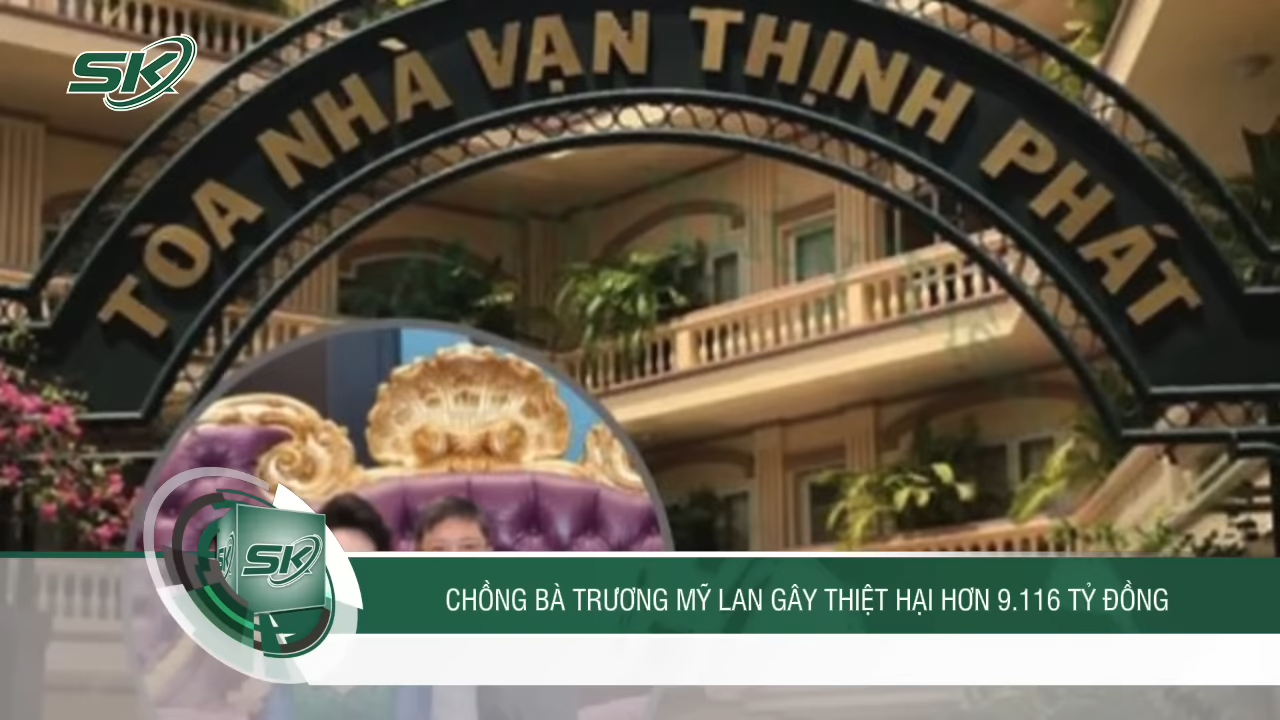 SK
TÒA NHÀ VẠN THỊNH PHÁT
SK
SK
CHỒNG BÀ TRƯƠNG MỸ LAN GÂY THIỆT HẠI HƠN 9.116 TỶ ĐỒNG